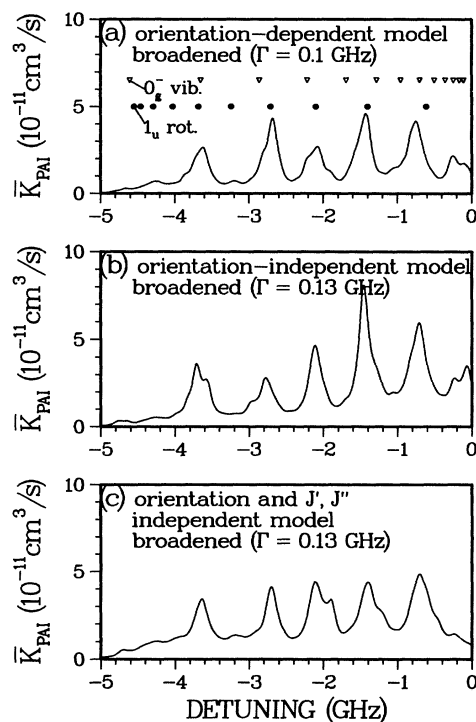 (a) orientation-dependent model
broadened (Γ = 0.1 GHz)
0g⁻ vib.
1u rot.
10
5
0
K̅PAI (10⁻¹¹cm³/s)
-5 -4 -3 -2 -1 0
(b) orientation-independent model
broadened (Γ = 0.13 GHz)
10
5
0
K̅PAI (10⁻¹¹cm³/s)
-5 -4 -3 -2 -1 0
(c) orientation and J′, J″
independent model
broadened (Γ = 0.13 GHz)
10
5
0
K̅PAI (10⁻¹¹cm³/s)
-5 -4 -3 -2 -1 0
DETUNING (GHz)